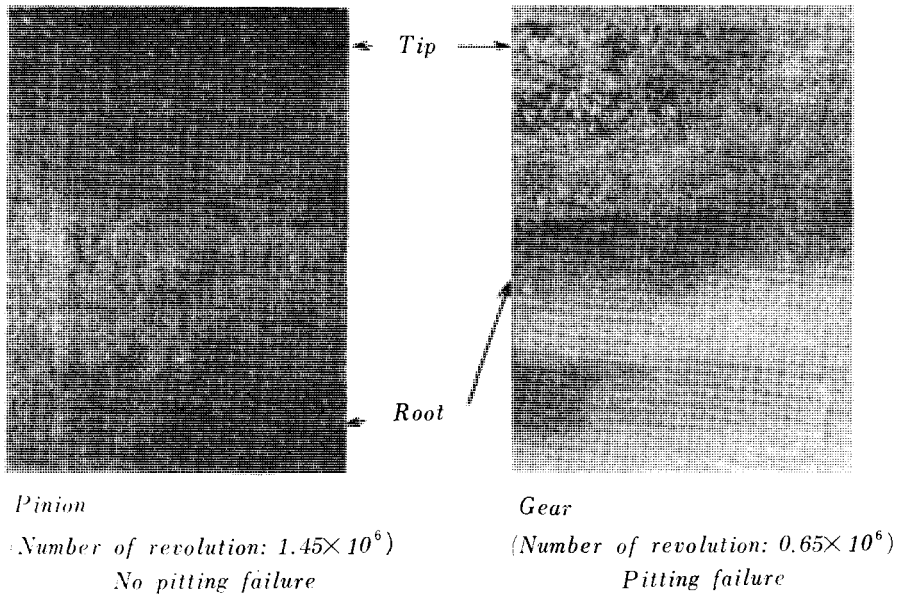 Tip
Root
Pinion
(Number of revolution: 1.45×10⁶)
No pitting failure
Gear
(Number of revolution: 0.65×10⁶)
Pitting failure